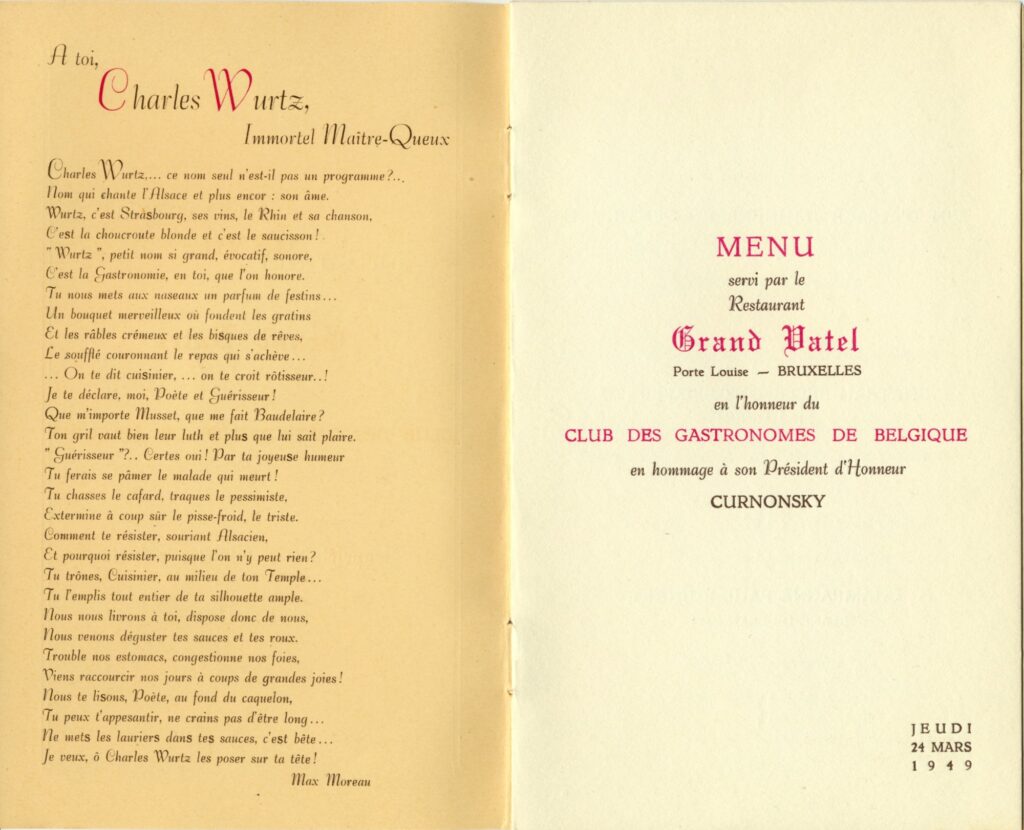 A toi,
Charles Wurtz,
Immortel Maître-Queux
Charles Wurtz,... ce nom seul n'est-il pas un programme?...
Nom qui chante l'Alsace et plus encor : son âme.
Wurtz, c'est Strasbourg, ses vins, le Rhin et sa chanson,
C'est la choucroute blonde et c'est le saucisson!
" Wurtz ", petit nom si grand, évocatif, sonore,
C'est la Gastronomie, en toi, que l'on honore.
Tu nous mets aux naseaux un parfum de festins...
Un bouquet merveilleux où fondent les gratins
Et les râbles crémeux et les bisques de rêves,
Le soufflé couronnant le repas qui s'achève...
... On te dit cuisinier, ... on te croit rôtisseur..!
Je te déclare, moi, Poète et Guérisseur!
Que m'importe Musset, que me fait Baudelaire?
Ton gril vaut bien leur luth et plus que lui sait plaire.
" Guérisseur "?.. Certes oui! Par ta joyeuse humeur
Tu ferais se pâmer le malade qui meurt!
Tu chasses le cafard, traques le pessimiste,
Extermine à coup sûr le pisse-froid, le triste.
Comment te résister, souriant Alsacien,
Et pourquoi résister, puisque l'on n'y peut rien?
Tu trônes, Cuisinier, au milieu de ton Temple...
Tu l'emplis tout entier de ta silhouette ample.
Nous nous livrons à toi, dispose donc de nous,
Nous venons déguster tes sauces et tes roux.
Trouble nos estomacs, congestionne nos foies,
Viens raccourcir nos jours à coups de grandes joies!
Nous te lisons, Poète, au fond du caquelon,
Tu peux t'appesantir, ne crains pas d'être long...
Ne mets les lauriers dans tes sauces, c'est bête...
Je veux, ô Charles Wurtz les poser sur ta tête!
Max Moreau
MENU
servi par le
Restaurant
Grand Vatel
Porte Louise — BRUXELLES
en l'honneur du
CLUB DES GASTRONOMES DE BELGIQUE
en hommage à son Président d'Honneur
CURNONSKY
JEUDI
24 MARS
1949